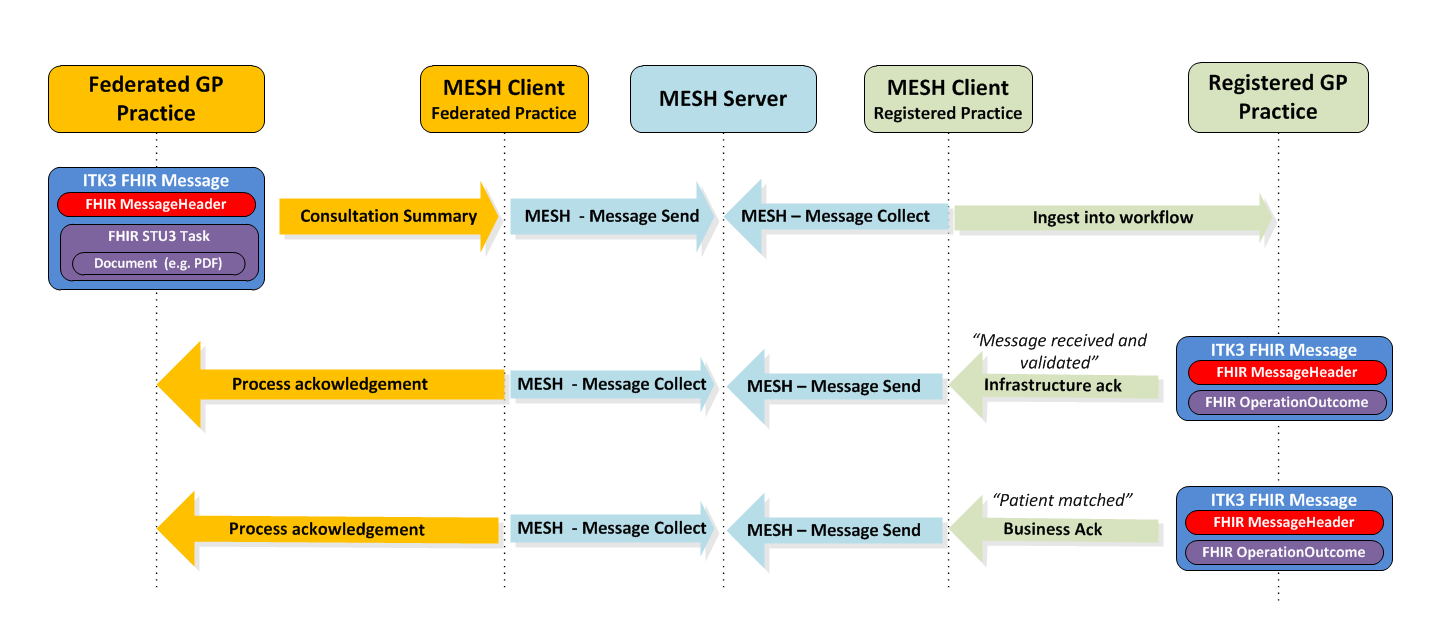 Federated GP
Practice
MESH Client
Federated Practice
MESH Server
MESH Client
Registered Practice
Registered GP
Practice
ITK3 FHIR Message
FHIR MessageHeader
FHIR STU3 Task
Document (e.g. PDF)
Consultation Summary
MESH - Message Send
MESH – Message Collect
Ingest into workflow
“Message received and
validated”
Process ackowledgement
MESH - Message Collect
MESH – Message Send
Infrastructure ack
ITK3 FHIR Message
FHIR MessageHeader
FHIR OperationOutcome
“Patient matched”
Process ackowledgement
MESH - Message Collect
MESH – Message Send
Business Ack
ITK3 FHIR Message
FHIR MessageHeader
FHIR OperationOutcome